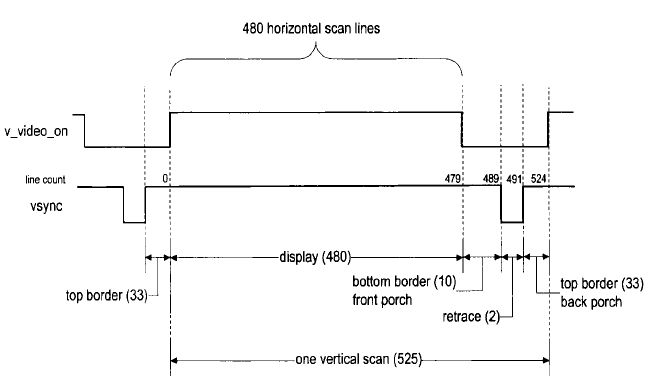 480 horizontal scan lines
v_video_on
line count
0
479
489
491
524
vsync
display (480)
top border (33)
bottom border (10)
front porch
retrace (2)
top border (33)
back porch
one vertical scan (525)